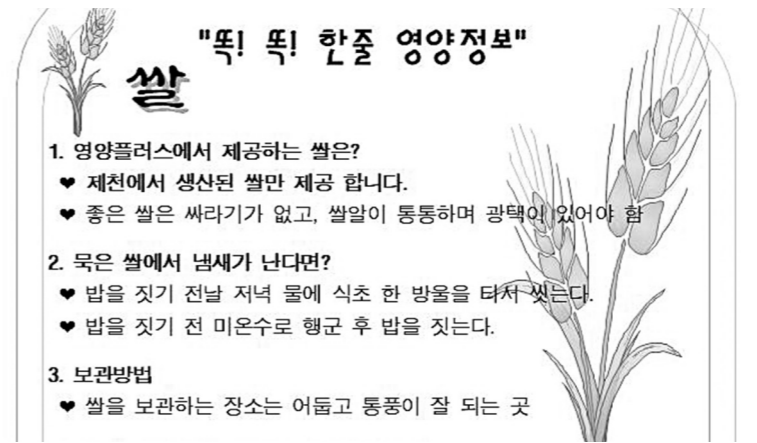 "똑! 똑! 한줄 영양정보"
쌀
1. 영양플러스에서 제공하는 쌀은?
❤ 제천에서 생산된 쌀만 제공 합니다.
❤ 좋은 쌀은 싸라기가 없고, 쌀알이 통통하며 광택이 있어야 함
2. 묵은 쌀에서 냄새가 난다면?
❤ 밥을 짓기 전날 저녁 물에 식초 한 방울을 타서 씻는다.
❤ 밥을 짓기 전 미온수로 행군 후 밥을 짓는다.
3. 보관방법
❤ 쌀을 보관하는 장소는 어둡고 통풍이 잘 되는 곳